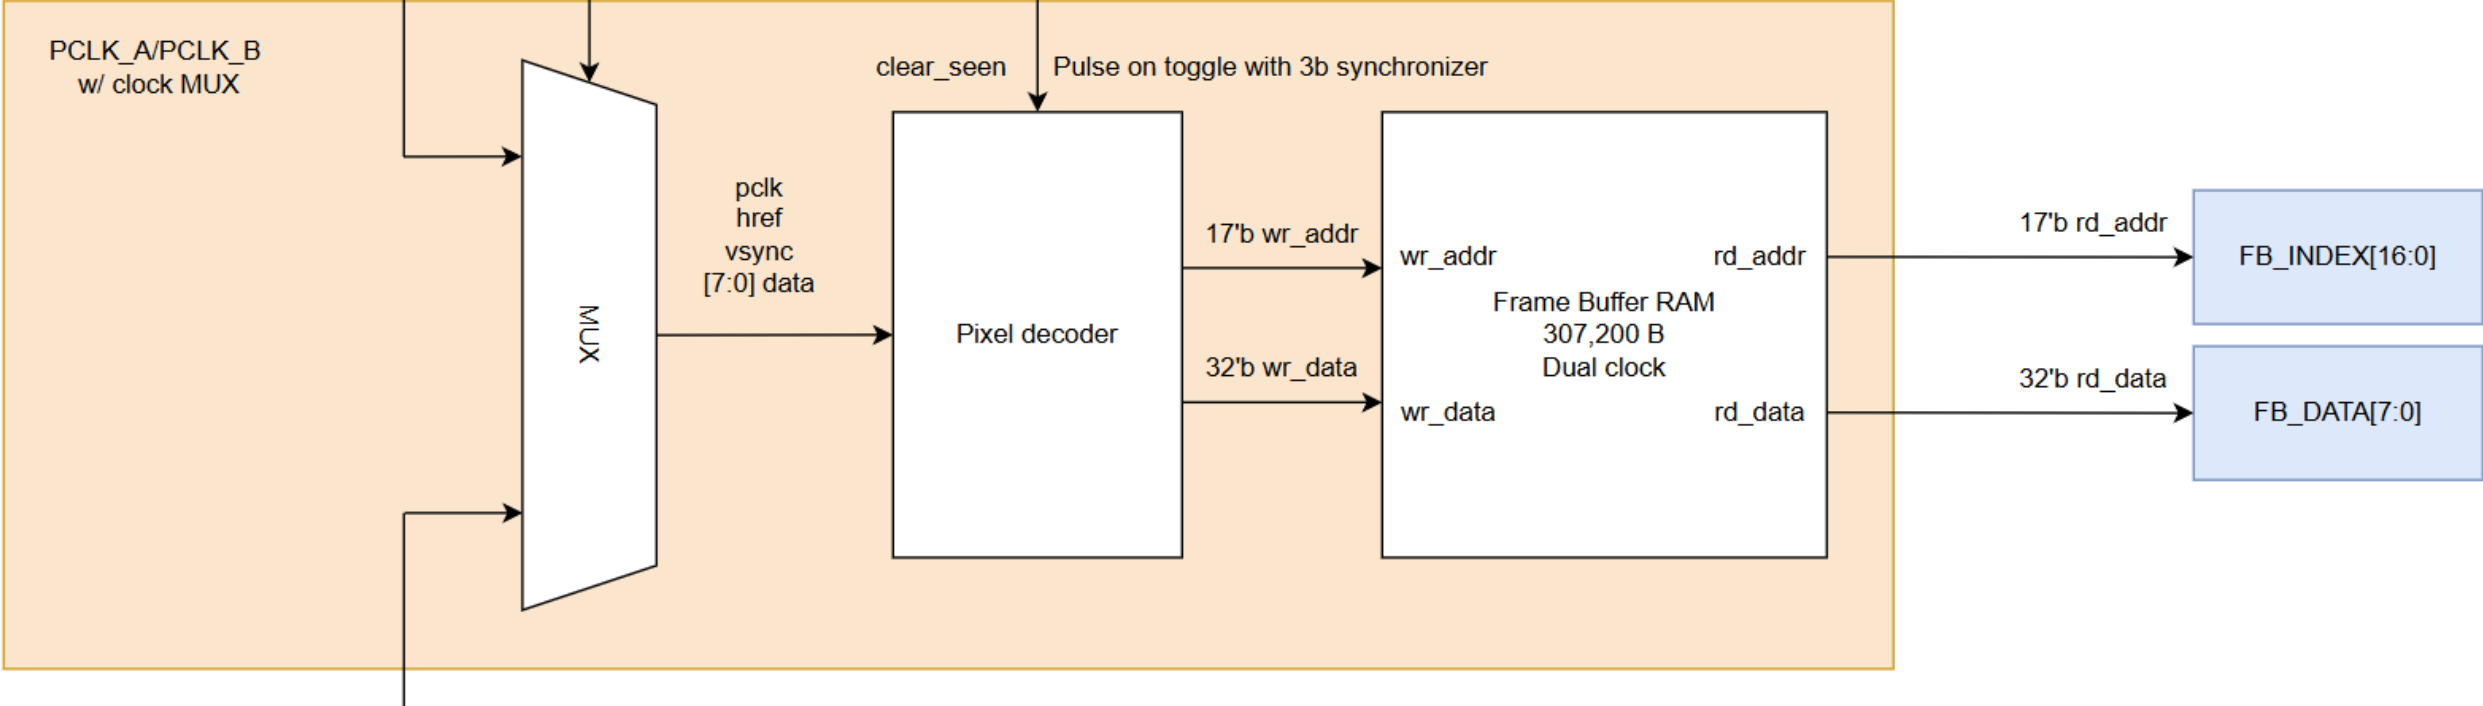 PCLK_A/PCLK_B
w/ clock MUX
clear_seen
Pulse on toggle with 3b synchronizer
pclk
href
vsync
[7:0] data
MUX
Pixel decoder
17'b wr_addr
32'b wr_data
wr_addr
rd_addr
Frame Buffer RAM
307,200 B
Dual clock
wr_data
rd_data
17'b rd_addr
FB_INDEX[16:0]
32'b rd_data
FB_DATA[7:0]